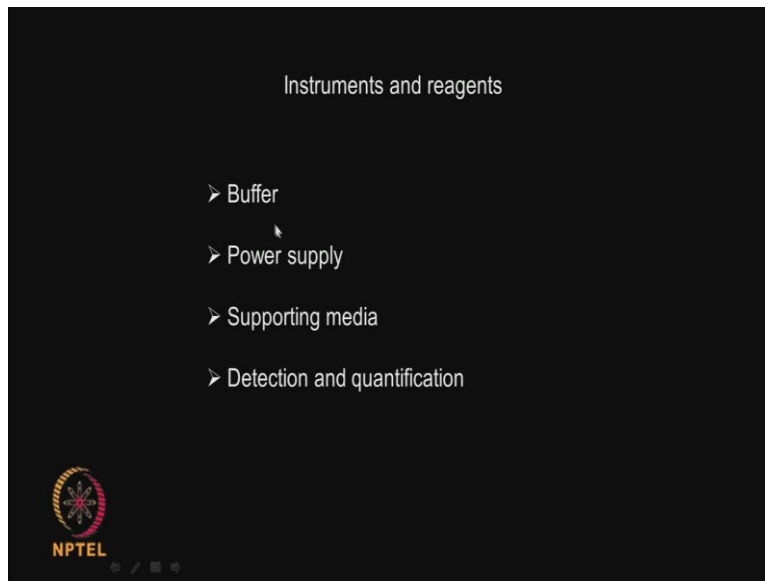 Instruments and reagents
➢ Buffer
➢ Power supply
➢ Supporting media
➢ Detection and quantification
NPTEL